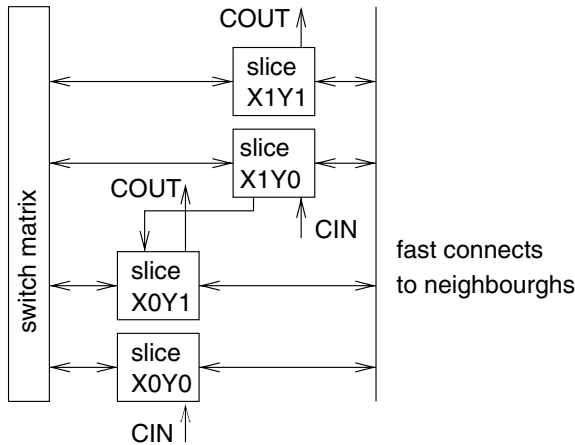 COUT
slice
X1Y1
slice
X1Y0
COUT
CIN
switch matrix
slice
X0Y1
fast connects
to neighbourghs
slice
X0Y0
CIN